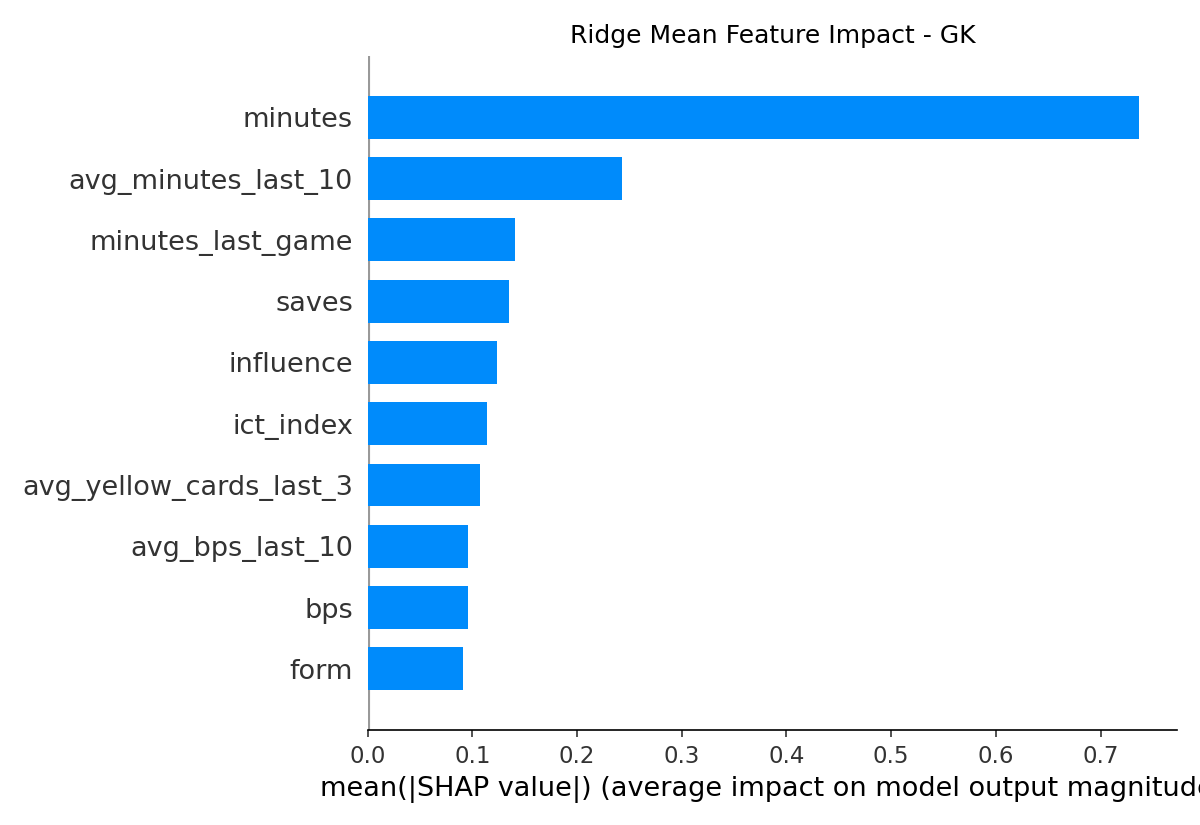 Ridge Mean Feature Impact - GK
minutes
avg_minutes_last_10
minutes_last_game
saves
influence
ict_index
avg_yellow_cards_last_3
avg_bps_last_10
bps
form
0.0 0.1 0.2 0.3 0.4 0.5 0.6 0.7
mean(|SHAP value|) (average impact on model output magnitude